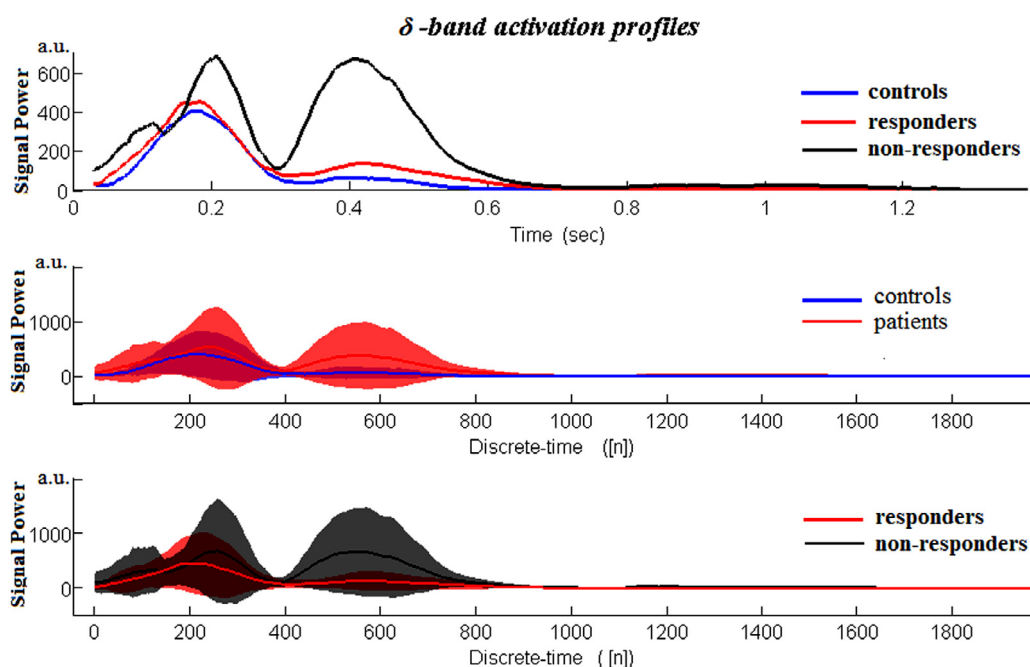 δ -band activation profiles
a.u.
Signal Power
600
400
200
0
controls
responders
non-responders
0 0.2 0.4 0.6 0.8 1 1.2
Time (sec)
a.u.
Signal Power
1000
0
controls
patients
200 400 600 800 1000 1200 1400 1600 1800
Discrete-time ([n])
a.u.
Signal Power
1000
0
responders
non-responders
0 200 400 600 800 1000 1200 1400 1600 1800
Discrete-time ([n])